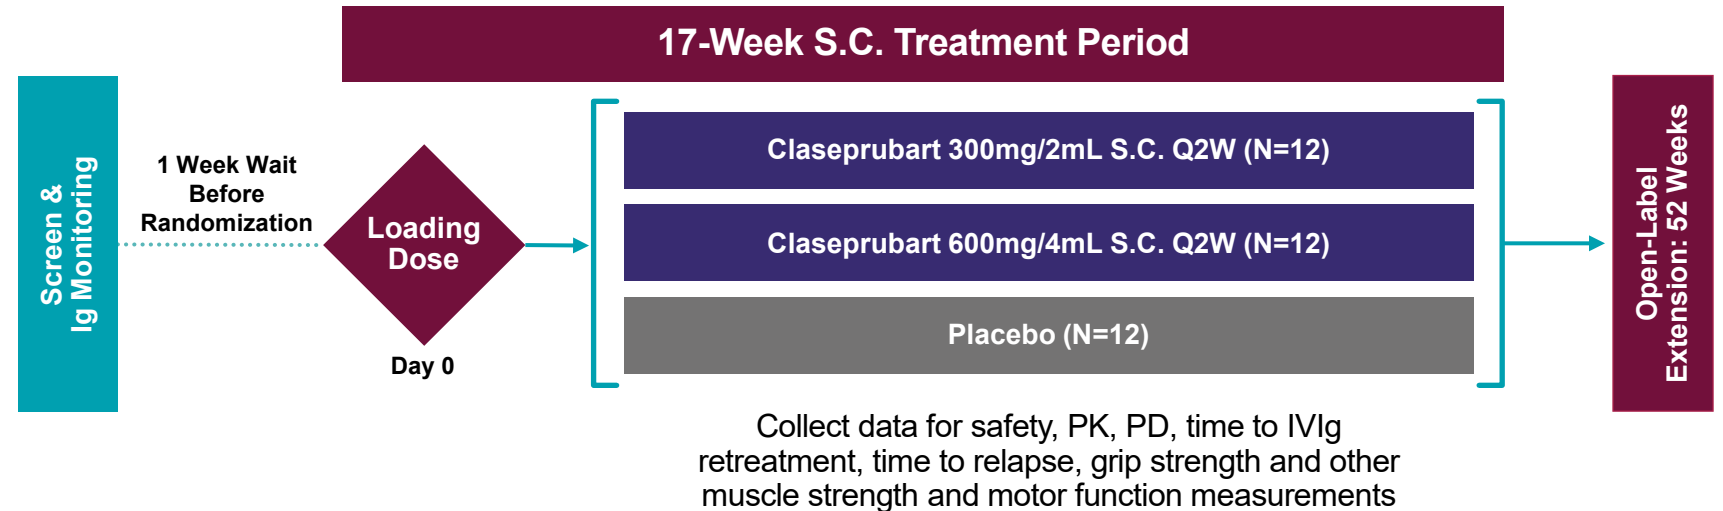 17-Week S.C. Treatment Period
Screen &
Ig Monitoring
1 Week Wait
Before
Randomization
Loading
Dose
Day 0
Claseprubart 300mg/2mL S.C. Q2W (N=12)
Claseprubart 600mg/4mL S.C. Q2W (N=12)
Placebo (N=12)
Collect data for safety, PK, PD, time to IVIg
retreatment, time to relapse, grip strength and other
muscle strength and motor function measurements
Open-Label
Extension: 52 Weeks